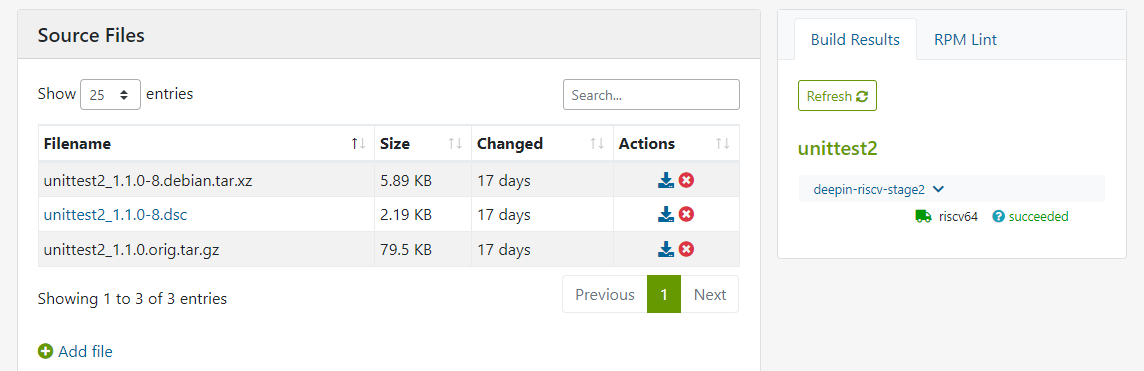 Source Files
Show 25 entries
Search...
Filename Size Changed Actions
unittest2_1.1.0-8.debian.tar.xz 5.89 KB 17 days
unittest2_1.1.0-8.dsc 2.19 KB 17 days
unittest2_1.1.0.orig.tar.gz 79.5 KB 17 days
Showing 1 to 3 of 3 entries
Previous 1 Next
Add file
Build Results RPM Lint
Refresh
unittest2
deepin-riscv-stage2
riscv64 succeeded